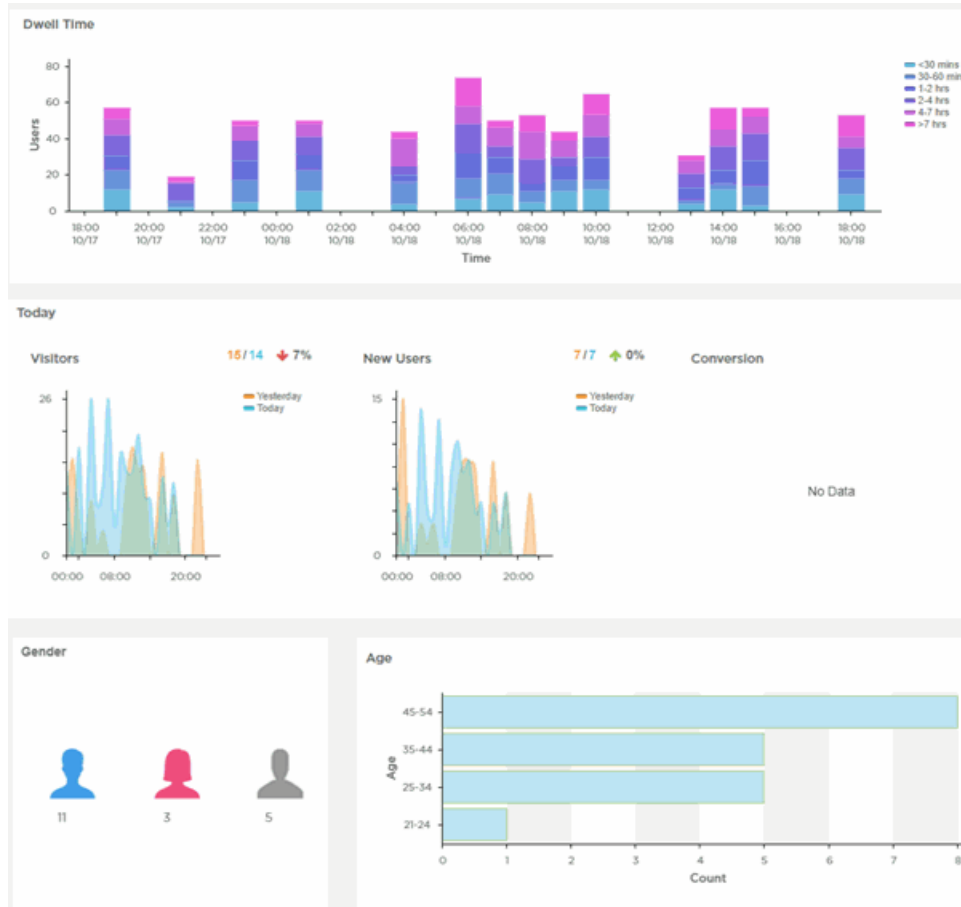 Dwell Time
80
60
40
20
0
Users
18:00 20:00 22:00 00:00 02:00 04:00 06:00 08:00 10:00 12:00 14:00 16:00 18:00
10/17 10/17 10/17 10/18 10/18 10/18 10/18 10/18 10/18 10/18 10/18 10/18 10/18
Time
<30 mins
30-60 min
1-2 hrs
2-4 hrs
4-7 hrs
>7 hrs
Today
Visitors
15/14 7%
26
0
00:00 08:00 20:00
Yesterday
Today
New Users
7/7 0%
15
0
00:00 08:00 20:00
Yesterday
Today
Conversion
No Data
Gender
11 3 5
Age
Age
45-54
35-44
25-34
21-24
0 1 2 3 4 5 6 7 8
Count